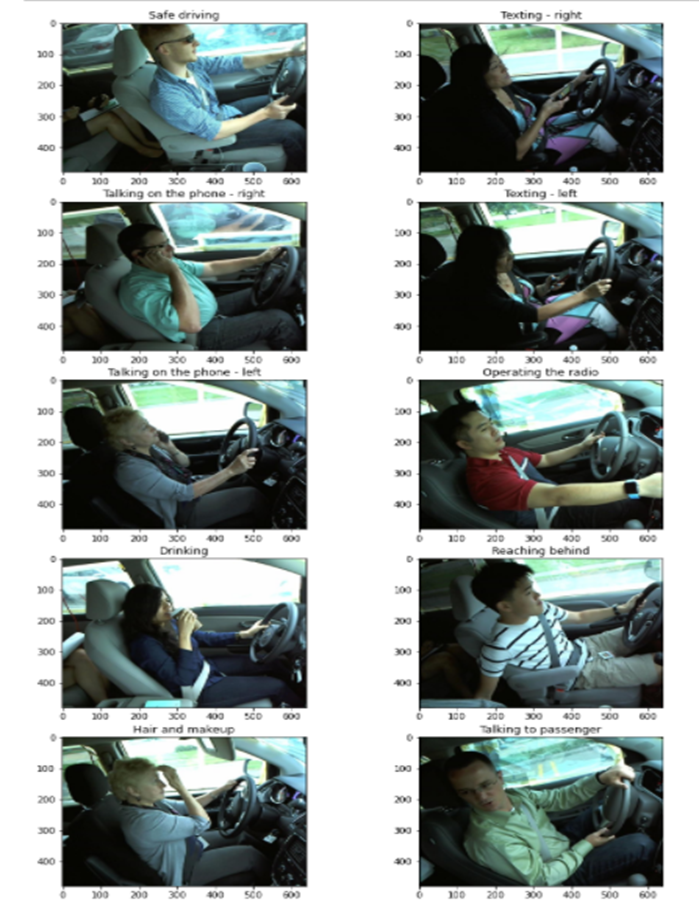 Safe driving
Texting - right
0
100
200
300
400
0 100 200 300 400 500 600
0
100
200
300
400
0 100 200 300 400 500 600
Talking on the phone - right
Texting - left
0
100
200
300
400
0 100 200 300 400 500 600
0
100
200
300
400
0 100 200 300 400 500 600
Talking on the phone - left
Operating the radio
0
100
200
300
400
0 100 200 300 400 500 600
0
100
200
300
400
0 100 200 300 400 500 600
Drinking
Reaching behind
0
100
200
300
400
0 100 200 300 400 500 600
0
100
200
300
400
0 100 200 300 400 500 600
Hair and makeup
Talking to passenger
0
100
200
300
400
0 100 200 300 400 500 600
0
100
200
300
400
0 100 200 300 400 500 600